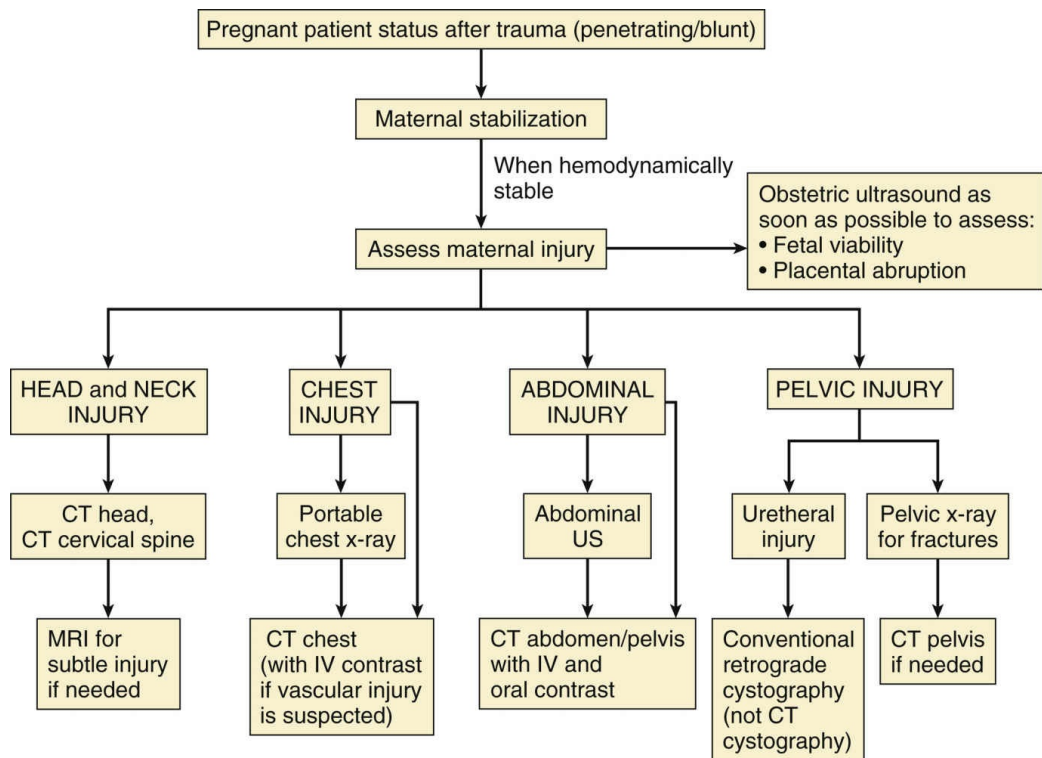 Pregnant patient status after trauma (penetrating/blunt)
Maternal stabilization
When hemodynamically
stable
Obstetric ultrasound as
soon as possible to assess:
• Fetal viability
• Placental abruption
Assess maternal injury
HEAD and NECK
INJURY
CHEST
INJURY
ABDOMINAL
INJURY
PELVIC INJURY
CT head,
CT cervical spine
Portable
chest x-ray
Abdominal
US
Uretheral
injury
Pelvic x-ray
for fractures
MRI for
subtle injury
if needed
CT chest
(with IV contrast
if vascular injury
is suspected)
CT abdomen/pelvis
with IV and
oral contrast
Conventional
retrograde
cystography
(not CT
cystography)
CT pelvis
if needed